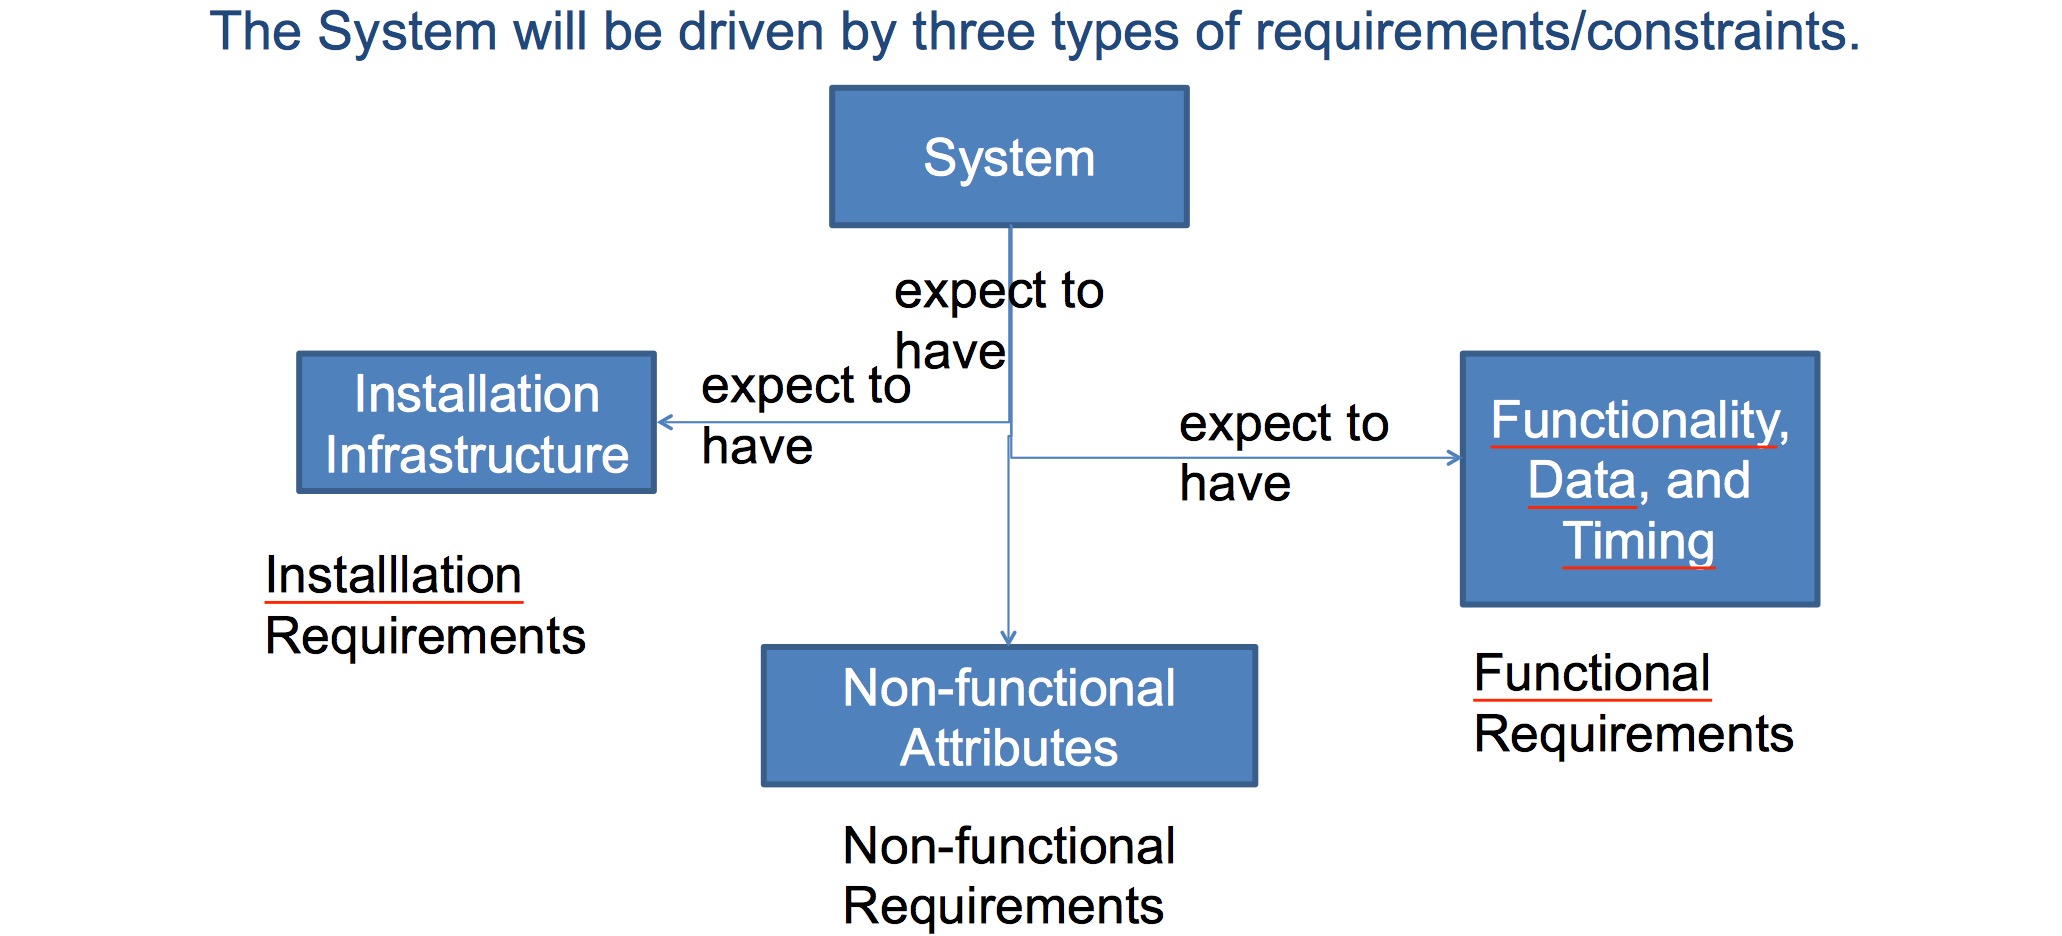 The System will be driven by three types of requirements/constraints.
System
expect to
have
Installation
Infrastructure
expect to
have
expect to
have
Functionality,
Data, and
Timing
Installlation
Requirements
Non-functional
Attributes
Functional
Requirements
Non-functional
Requirements